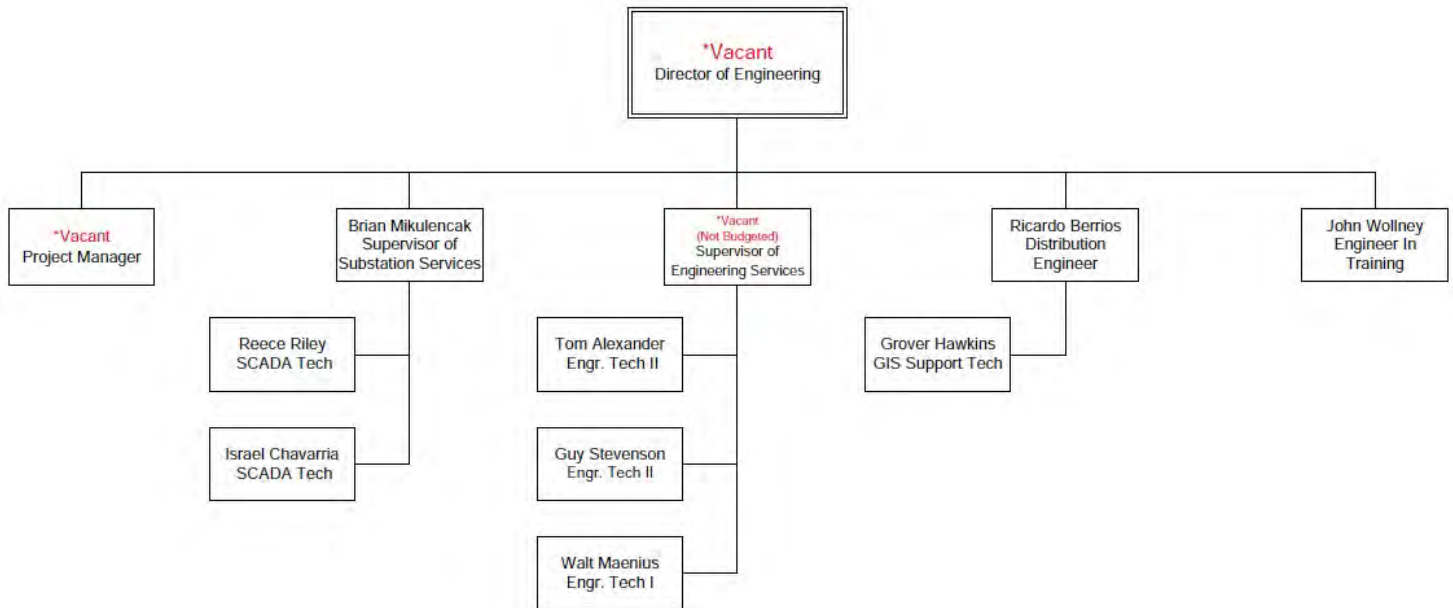 *Vacant
Director of Engineering
*Vacant
Project Manager
Brian Mikulencak
Supervisor of
Substation Services
*Vacant
(Not Budgeted)
Supervisor of
Engineering Services
Ricardo Berrios
Distribution
Engineer
John Wollney
Engineer In
Training
Reece Riley
SCADA Tech
Tom Alexander
Engr. Tech II
Grover Hawkins
GIS Support Tech
Israel Chavarria
SCADA Tech
Guy Stevenson
Engr. Tech II
Walt Maenius
Engr. Tech I